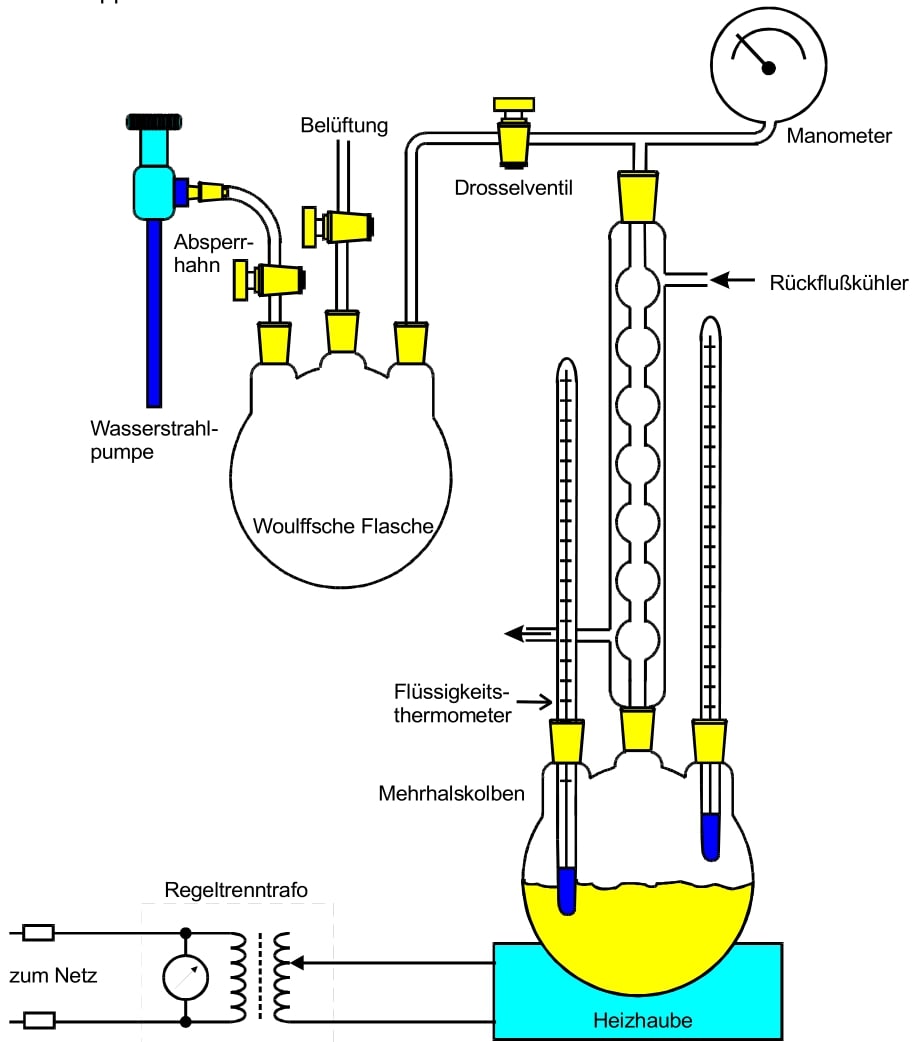 Belüftung
Manometer
Drosselventil
Absperr-
hahn
Rückflußkühler
Wasserstrahl-
pumpe
Woulffsche Flasche
Flüssigkeits-
thermometer
Mehrhalskolben
Regeltrenntrafo
zum Netz
Heizhaube